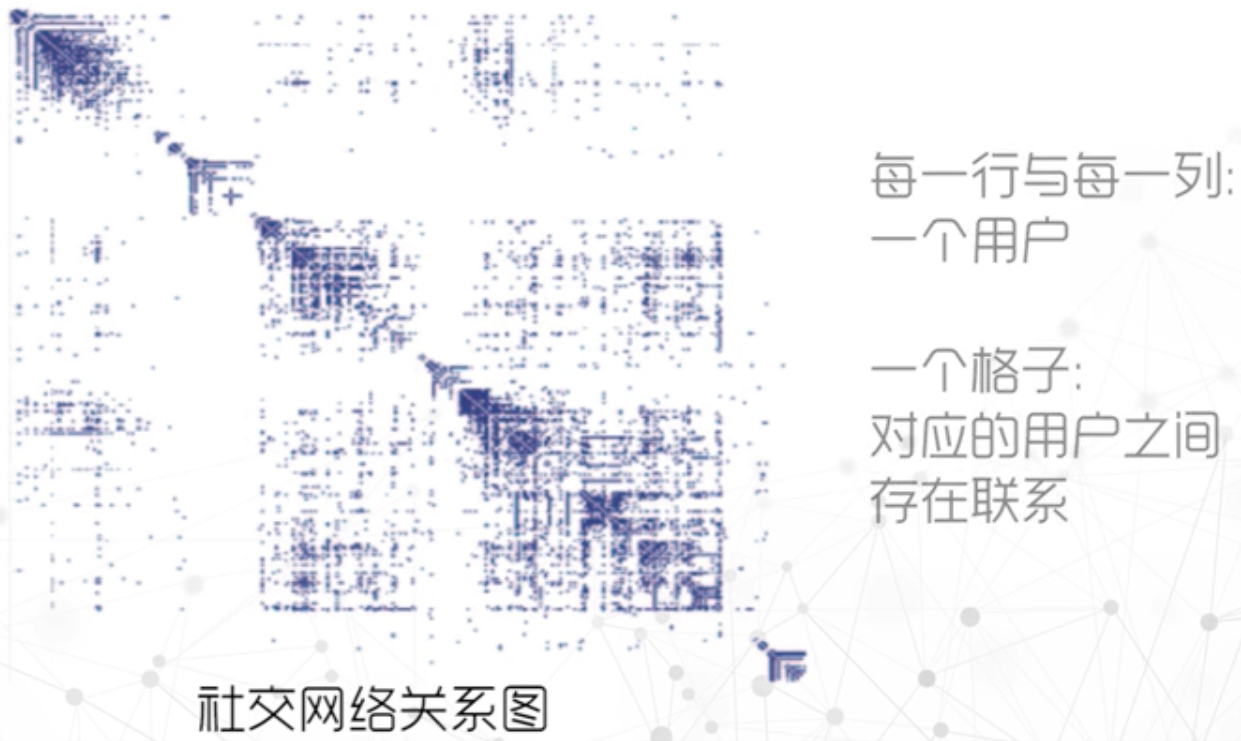 每一行与每一列:
一个用户
一个格子:
对应的用户之间
存在联系
社交网络关系图